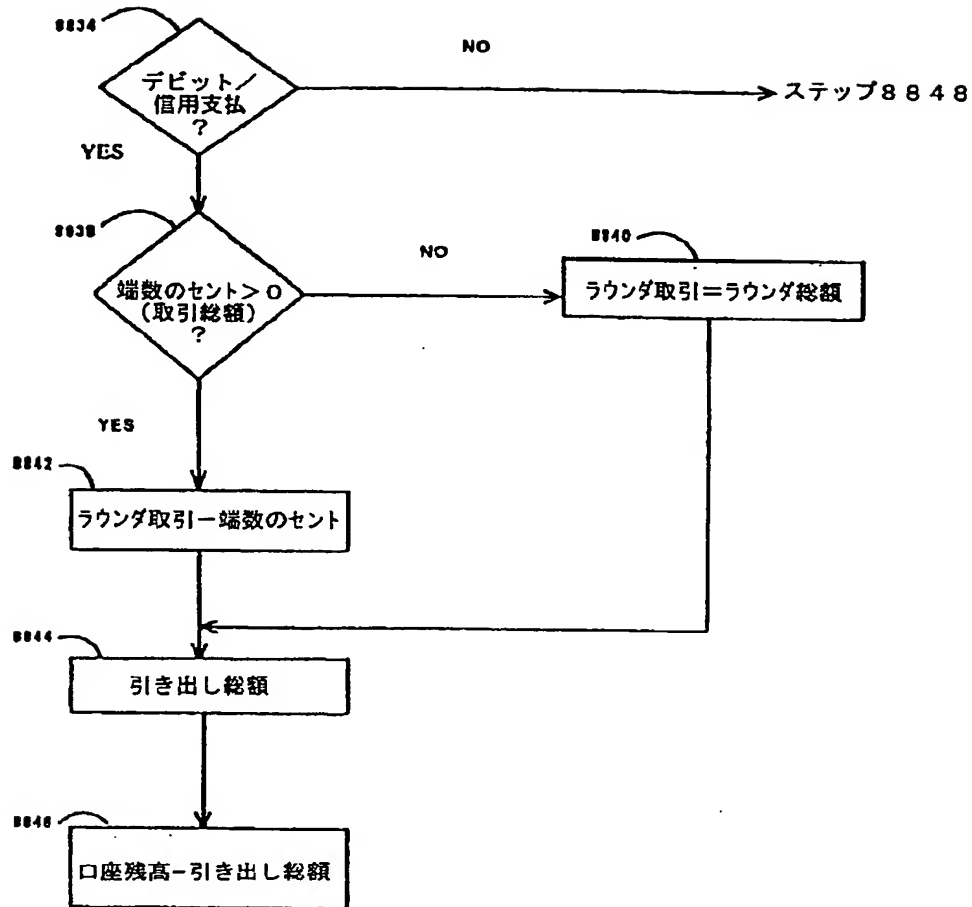 8834
デビット／
信用支払
?
NO
ステップ8848
YES
8838
端数のセント>0
(取引総額)
?
NO
8840
ラウンダ取引＝ラウンダ総額
YES
8842
ラウンダ取引－端数のセント
8844
引き出し総額
8846
口座残高-引き出し総額